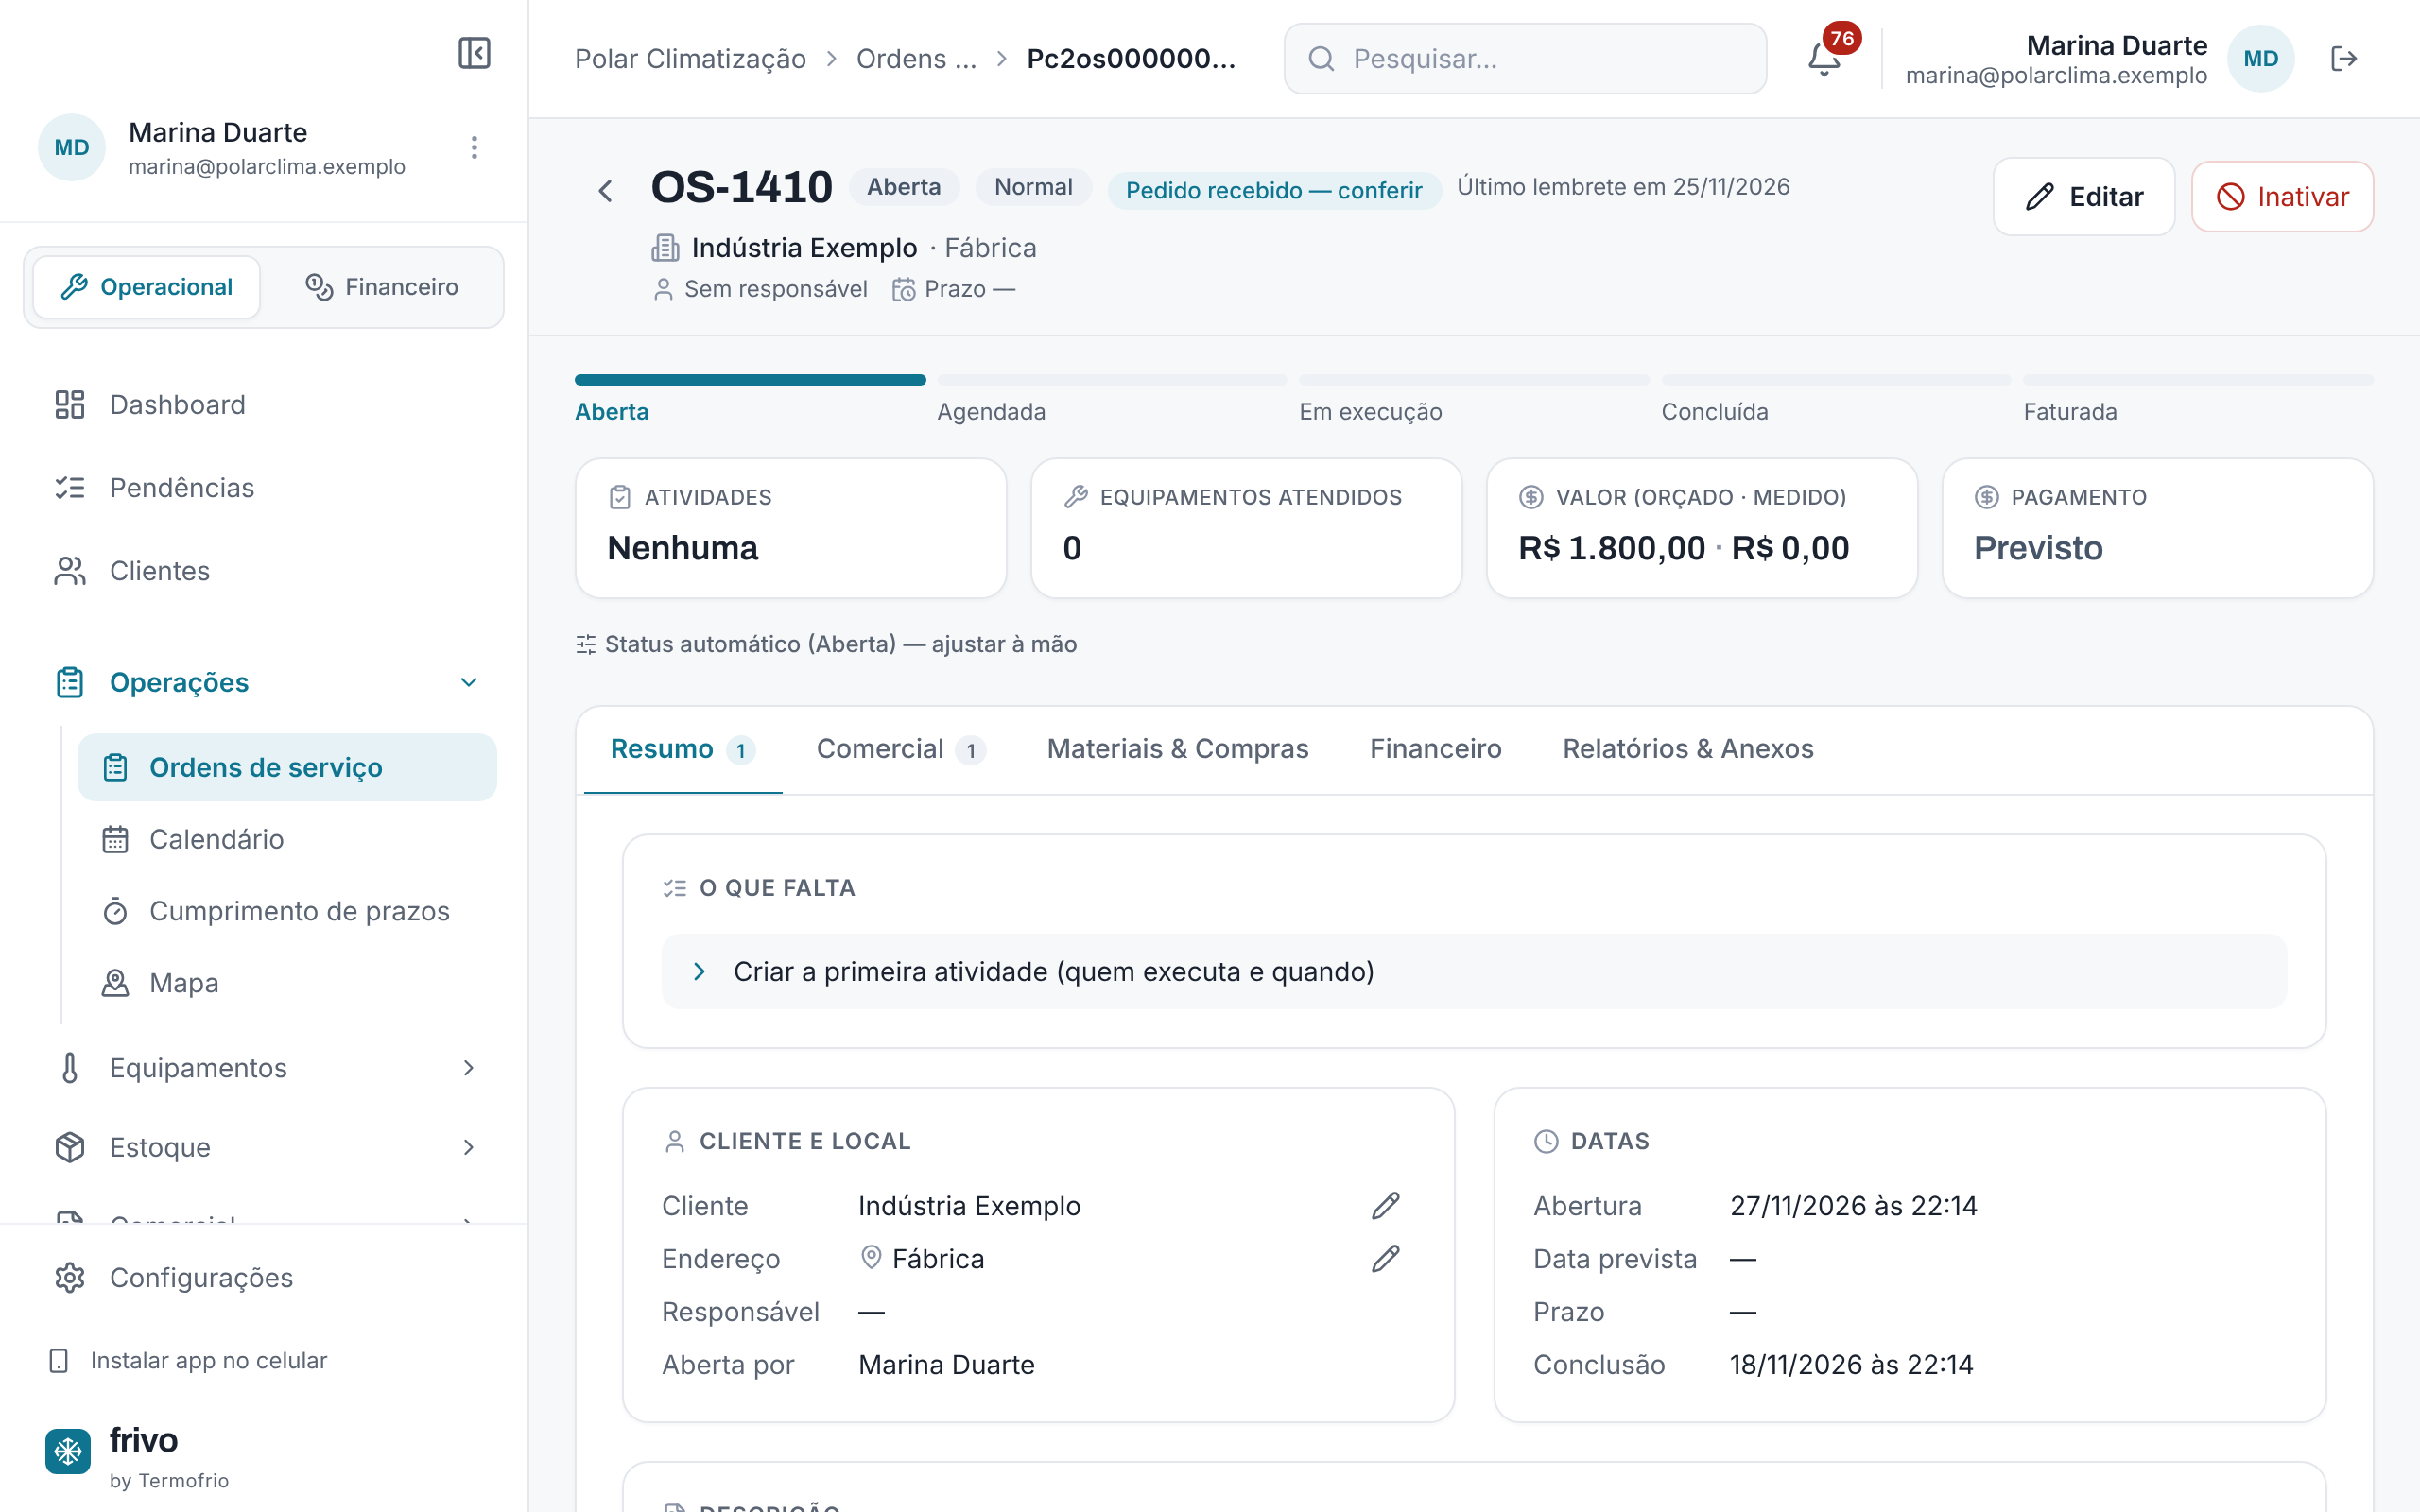 Polar Climatização > Ordens ... > Pc2os000000...
Pesquisar...
76
Marina Duarte
marina@polarclima.exemplo
MD
MD
Marina Duarte
marina@polarclima.exemplo
Operacional
Financeiro
Dashboard
Pendências
Clientes
Operações
Ordens de serviço
Calendário
Cumprimento de prazos
Mapa
Equipamentos
Estoque
Comercial
Configurações
Instalar app no celular
frivo
by Termofrio
OS-1410 Aberta Normal Pedido recebido — conferir Último lembrete em 25/11/2026
Editar
Inativar
Indústria Exemplo · Fábrica
Sem responsável Prazo —
Aberta
Agendada
Em execução
Concluída
Faturada
ATIVIDADES
Nenhuma
EQUIPAMENTOS ATENDIDOS
0
VALOR (ORÇADO · MEDIDO)
R$ 1.800,00 · R$ 0,00
PAGAMENTO
Previsto
Status automático (Aberta) — ajustar à mão
Resumo 1
Comercial 1
Materiais & Compras
Financeiro
Relatórios & Anexos
O QUE FALTA
Criar a primeira atividade (quem executa e quando)
CLIENTE E LOCAL
Cliente Indústria Exemplo
Endereço Fábrica
Responsável —
Aberta por Marina Duarte
DATAS
Abertura 27/11/2026 às 22:14
Data prevista —
Prazo —
Conclusão 18/11/2026 às 22:14
DESCRIÇÃO